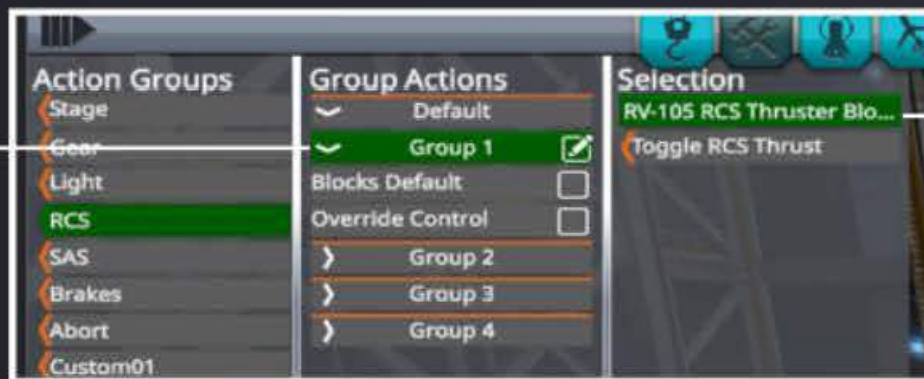 Action Groups
Stage
Gear
Light
RCS
SAS
Brakes
Abort
Custom01
Group Actions
Default
Group 1
Blocks Default
Override Control
Group 2
Group 3
Group 4
Selection
RV-105 RCS Thruster Blo...
Toggle RCS Thrust